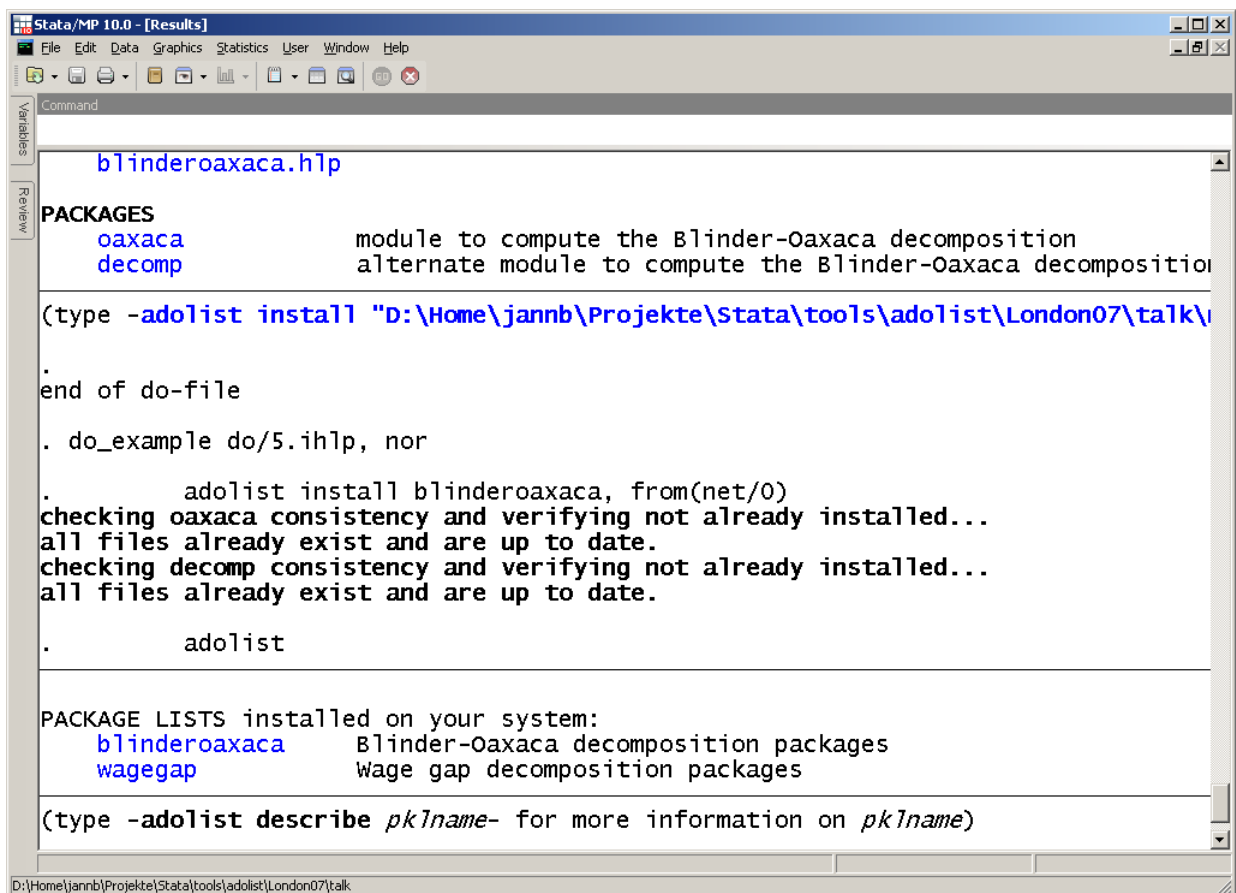 Stata/MP 10.0 - [Results]
File Edit Data Graphics Statistics User Window Help
Command
Variables
Review
blinderoaxaca.hlp
PACKAGES
oaxaca module to compute the Blinder-Oaxaca decomposition
decomp alternate module to compute the Blinder-Oaxaca decomposition
(type -adolist install "D:\Home\jannb\Projekte\Stata\tools\adolist\London07\talk\
.
end of do-file
. do_example do/5.ihlp, nor
. adolist install blinderoaxaca, from(net/0)
checking oaxaca consistency and verifying not already installed...
all files already exist and are up to date.
checking decomp consistency and verifying not already installed...
all files already exist and are up to date.
. adolist
PACKAGE LISTS installed on your system:
blinderoaxaca Blinder-Oaxaca decomposition packages
wagegap Wage gap decomposition packages
(type -adolist describe pklname- for more information on pklname)
D:\Home\jannb\Projekte\Stata\tools\adolist\London07\talk